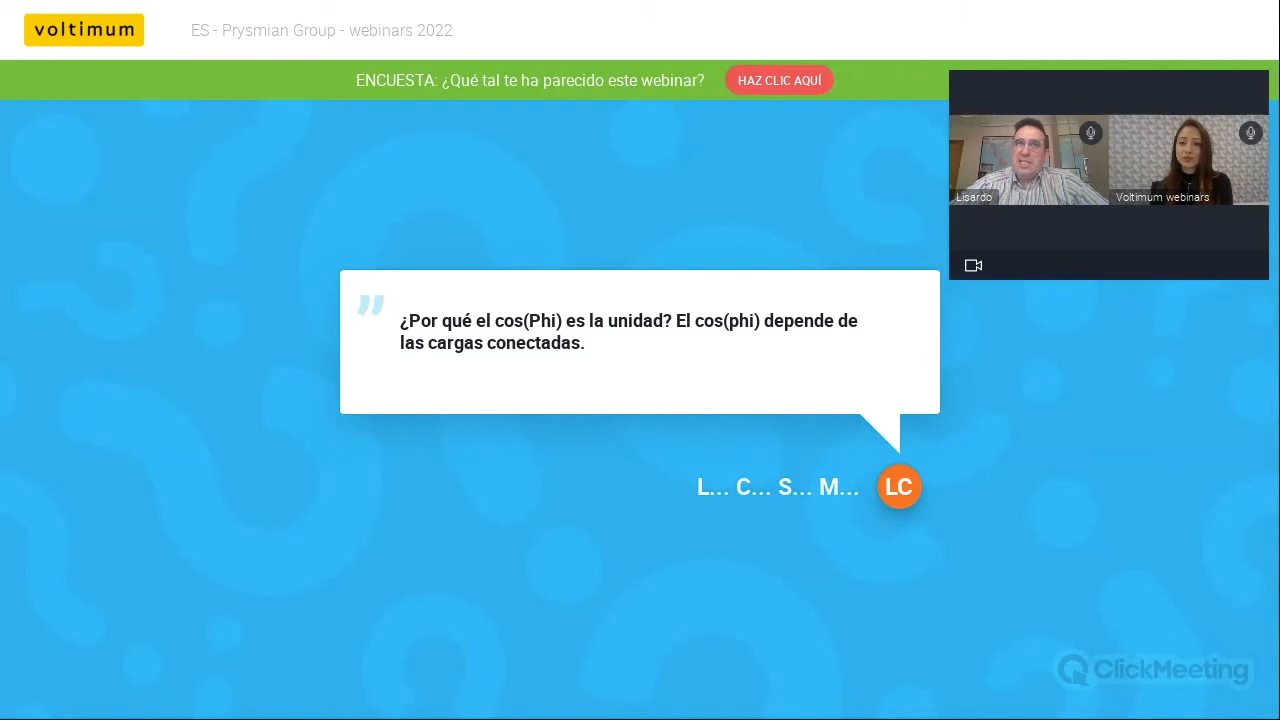 voltimum
ES - Prysmian Group - webinars 2022
ENCUESTA: ¿Qué tal te ha parecido este webinar?
HAZ CLIC AQUÍ
Lisardo
Voltimum webinars
¿Por qué el cos(Phi) es la unidad? El cos(phi) depende de
las cargas conectadas.
L... C... S... M...
LC
ClickMeeting